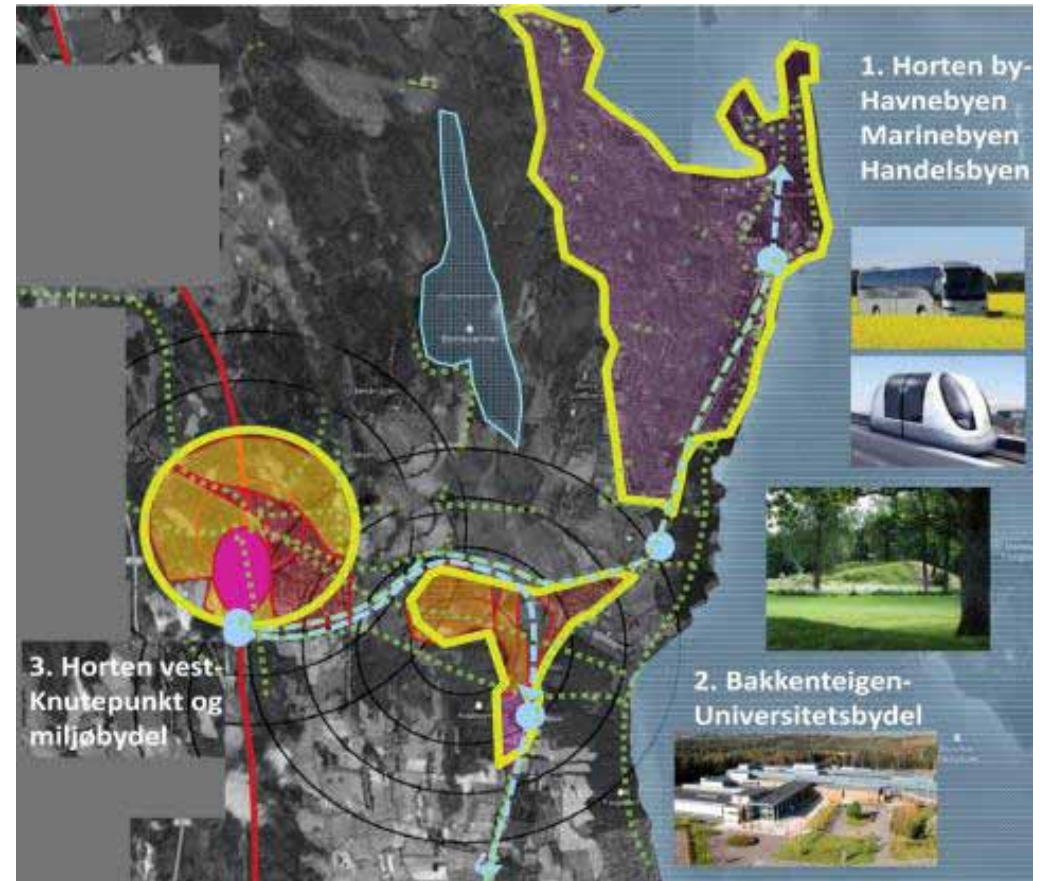 1. Horten by-
Havnebyen
Marinebyen
Handelsbyen
3. Horten vest-
Knutepunkt og
miljøbydel
2. Bakkenteigen-
Universitetsbydel